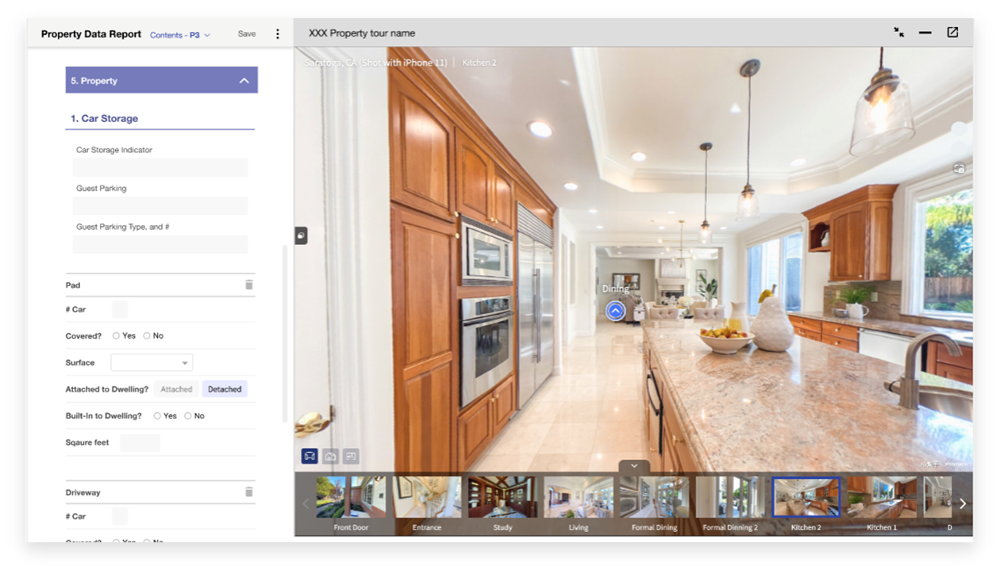 Property Data Report Contents - P3 Save
XXX Property tour name
5. Property
1. Car Storage
Car Storage Indicator
Guest Parking
Guest Parking Type, and #
Pad
# Car
Covered? Yes No
Surface
Attached to Dwelling? Attached Detached
Built-In to Dwelling? Yes No
Sqaure feet
Driveway
# Car
Covered? Yes No
Saratoga, CA (Shot with iPhone 11) | Kitchen 2
Dining
Front Door Entrance Study Living Formal Dining Formal Dinning 2 Kitchen 2 Kitchen 1 D